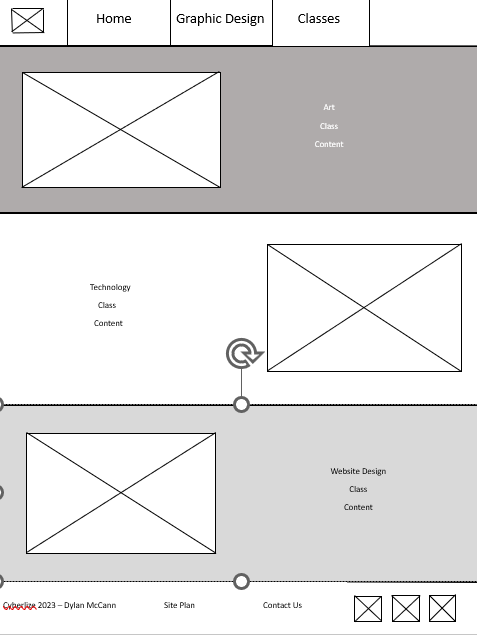 Home Graphic Design Classes
Art
Class
Content
Technology
Class
Content
Website Design
Class
Content
Cyberlize 2023 – Dylan McCann Site Plan Contact Us